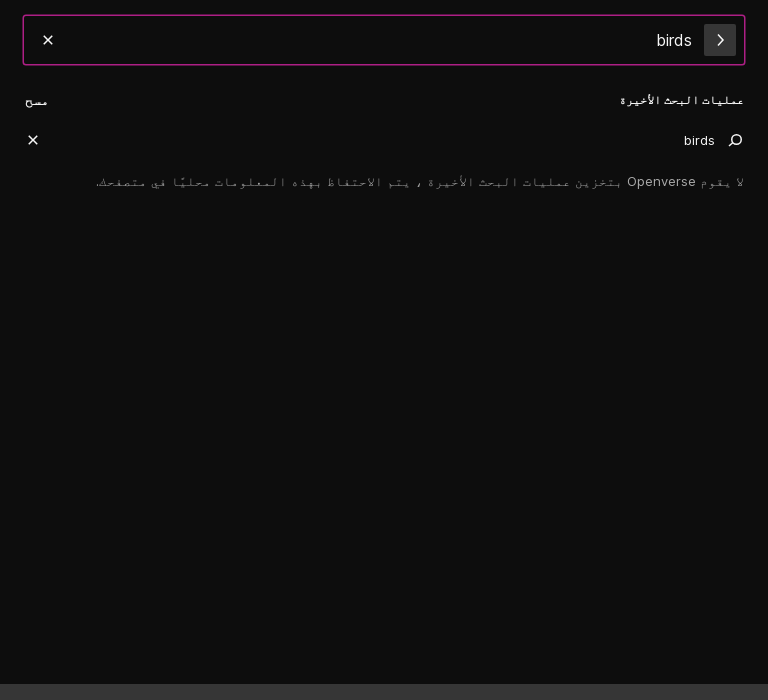 birds
عمليات البحث الأخيرة
مسح
birds
لا يقوم Openverse بتخزين عمليات البحث الأخيرة ، يتم الاحتفاظ بهذه المعلومات محليًا في متصفحك.